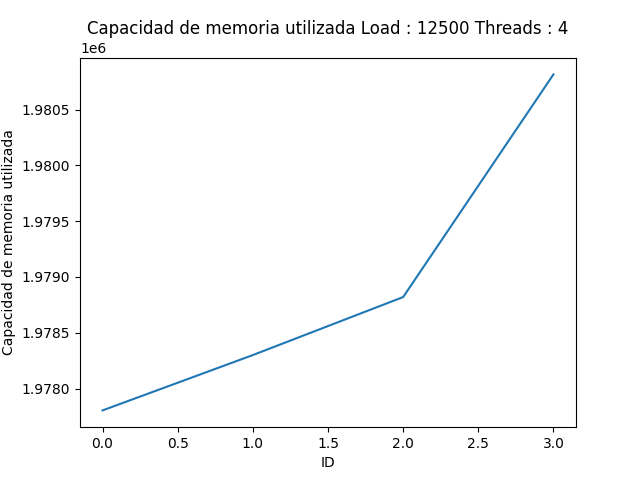 Capacidad de memoria utilizada Load : 12500 Threads : 4
1e6
1.9805
1.9800
1.9795
1.9790
1.9785
1.9780
Capacidad de memoria utilizada
0.0 0.5 1.0 1.5 2.0 2.5 3.0
ID